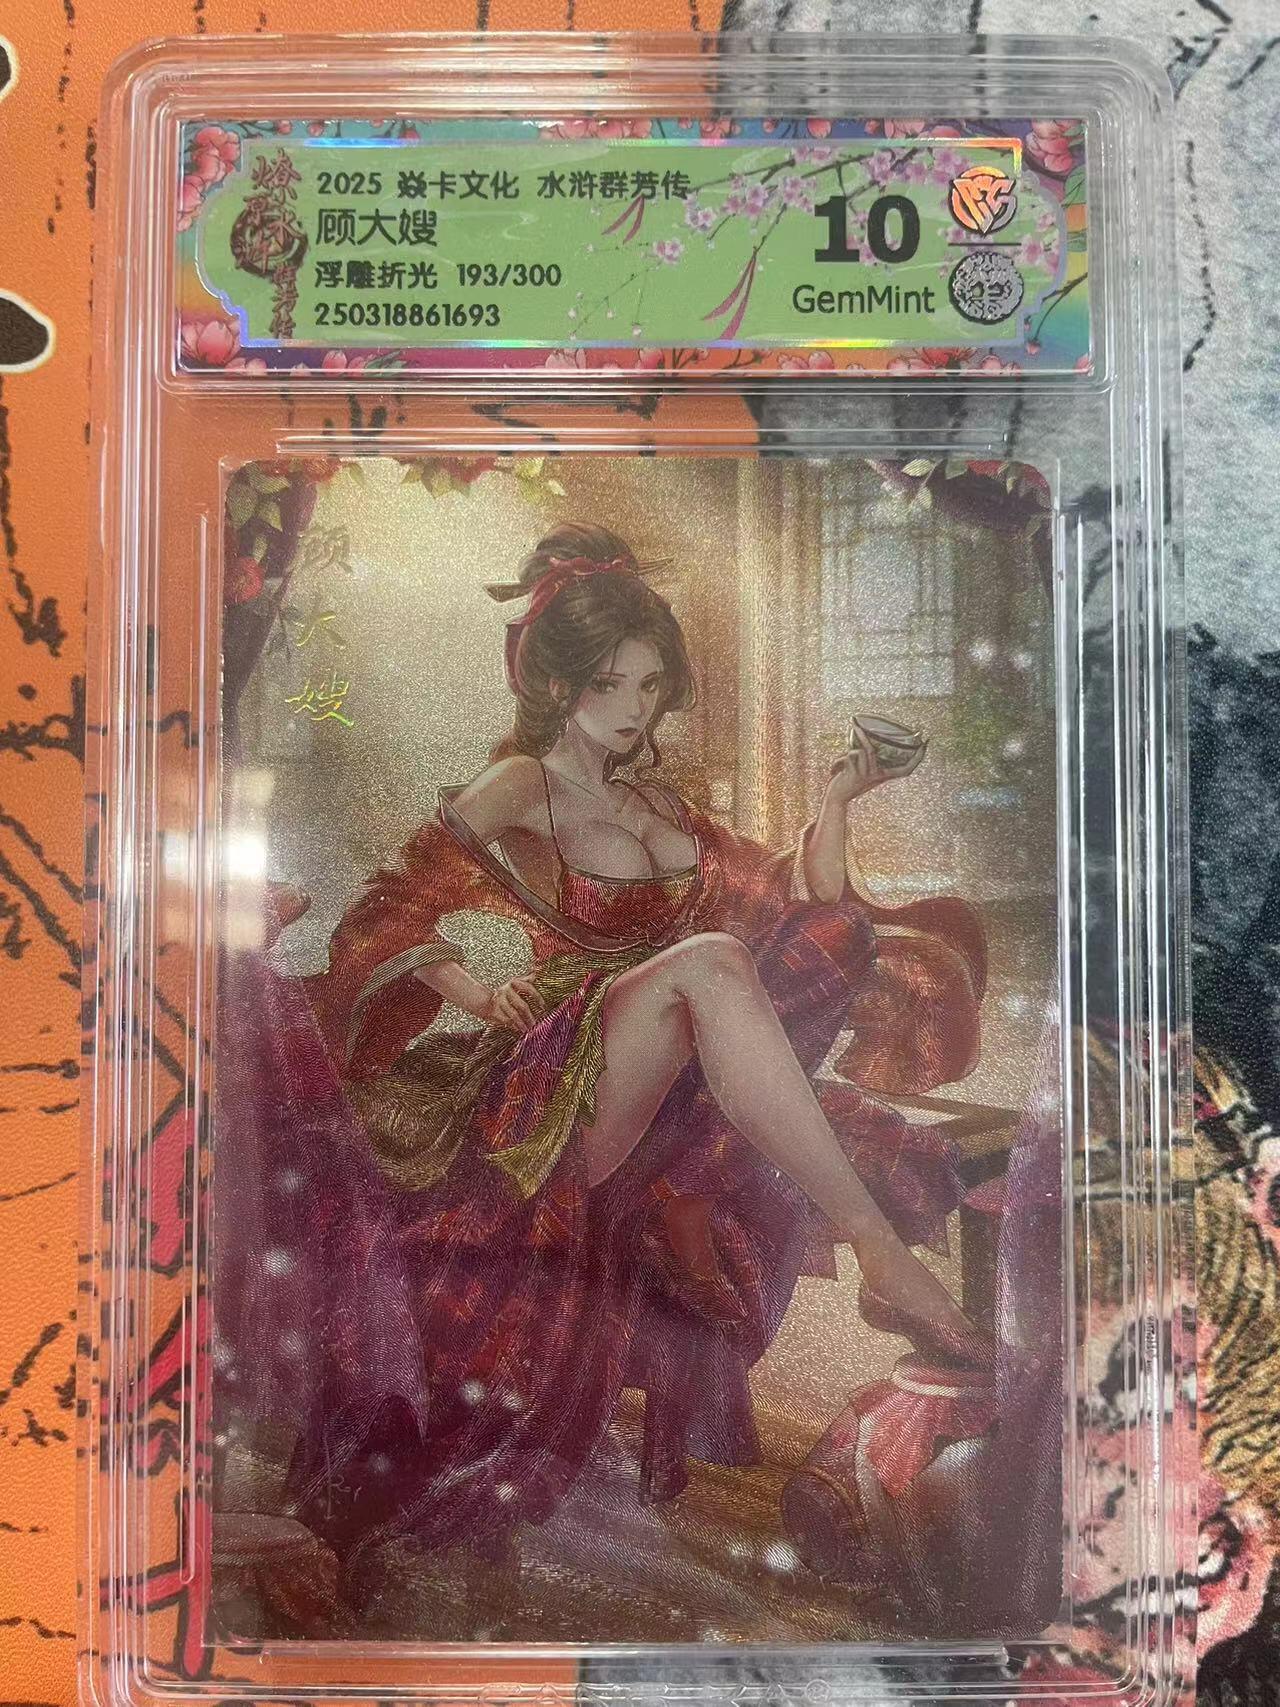 2025 焱卡文化 水浒群芳传
顾大嫂
浮雕折光 193/300
250318861693
10
GemMint
顾大嫂